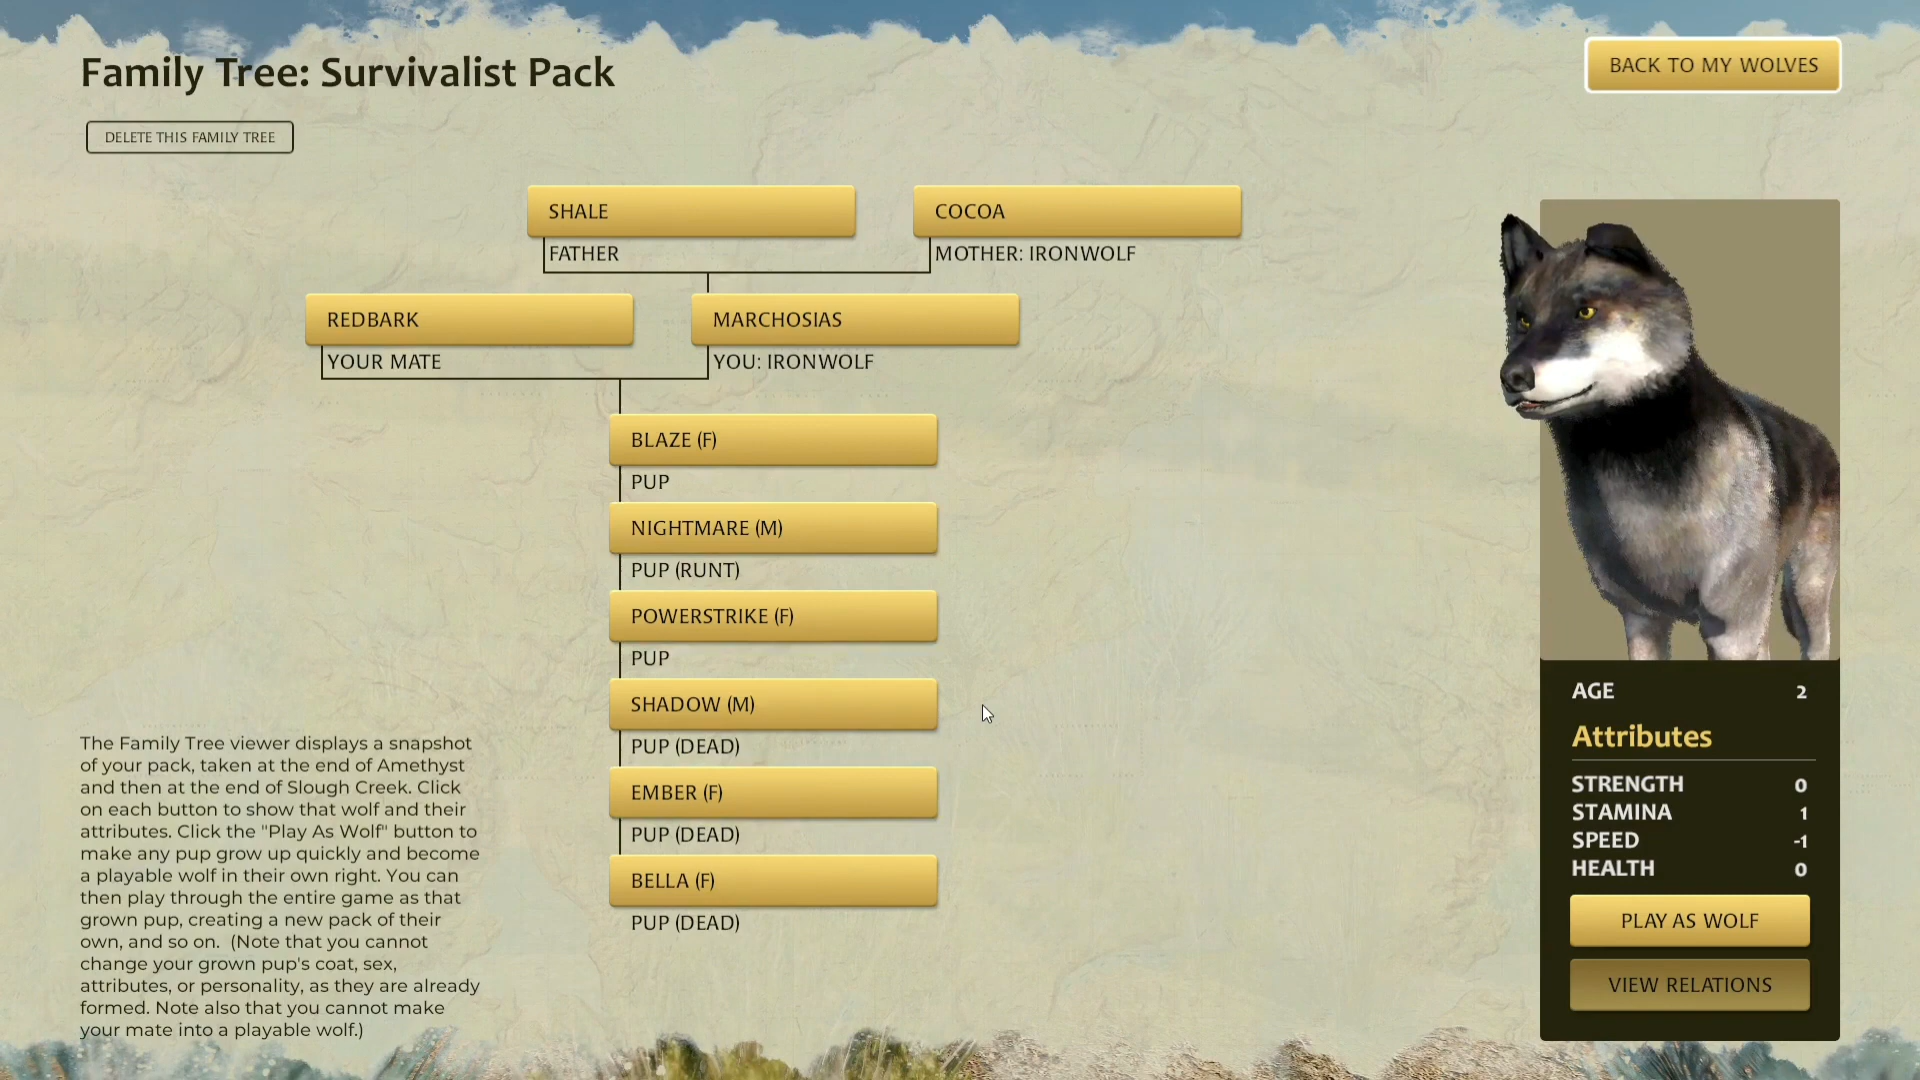 Family Tree: Survivalist Pack
BACK TO MY WOLVES
DELETE THIS FAMILY TREE
SHALE
FATHER
COCOA
MOTHER: IRONWOLF
REDBARK
YOUR MATE
MARCHOSIAS
YOU: IRONWOLF
BLAZE (F)
PUP
NIGHTMARE (M)
PUP (RUNT)
POWERSTRIKE (F)
PUP
SHADOW (M)
PUP (DEAD)
EMBER (F)
PUP (DEAD)
BELLA (F)
PUP (DEAD)
The Family Tree viewer displays a snapshot
of your pack, taken at the end of Amethyst
and then at the end of Slough Creek. Click
on each button to show that wolf and their
attributes. Click the "Play As Wolf" button to
make any pup grow up quickly and become
a playable wolf in their own right. You can
then play through the entire game as that
grown pup, creating a new pack of their
own, and so on.  (Note that you cannot
change your grown pup's coat, sex,
attributes, or personality, as they are already
formed. Note also that you cannot make
your mate into a playable wolf.)
AGE 2
Attributes
STRENGTH 0
STAMINA 1
SPEED -1
HEALTH 0
PLAY AS WOLF
VIEW RELATIONS